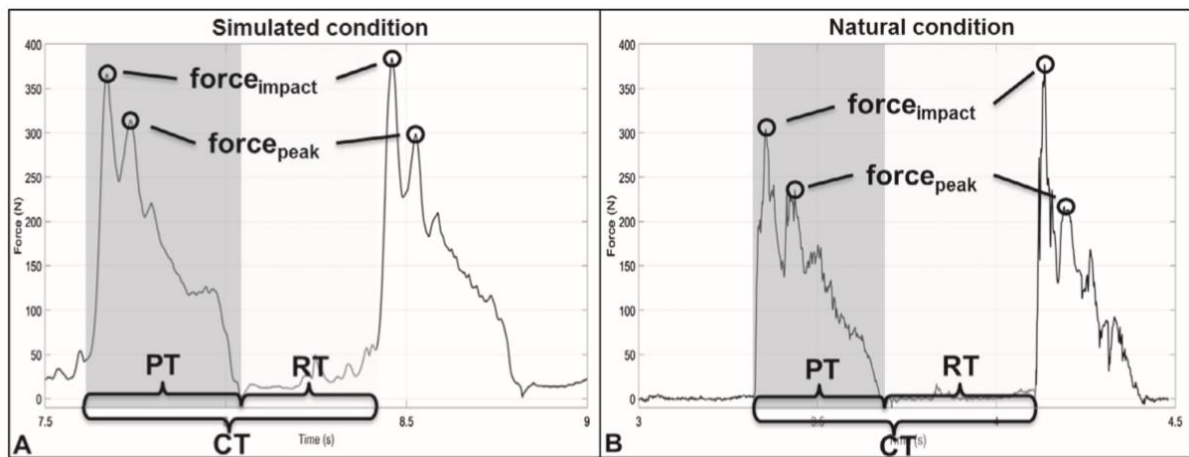 Simulated condition
400
350
300
250
200
150
100
50
0
Force (N)
force_impact
force_peak
PT
RT
CT
7.5
8.5
9
Time (s)
A
Natural condition
400
350
300
250
200
150
100
50
0
Force (N)
force_impact
force_peak
PT
RT
CT
3
4
4.5
B